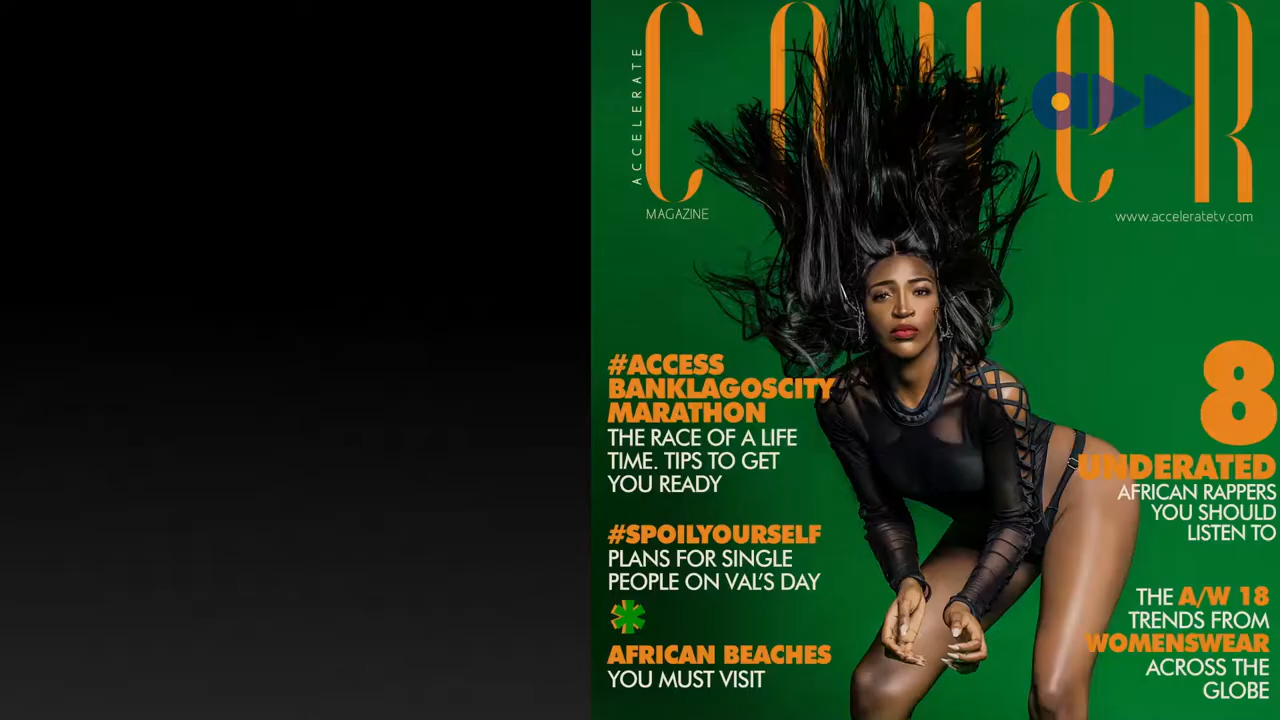 COVER
ACCELERATE
MAGAZINE
www.acceleratetv.com
#ACCESS
BANKLAGOSCITY
MARATHON
THE RACE OF A LIFE
TIME. TIPS TO GET
YOU READY
#SPOILYOURSELF
PLANS FOR SINGLE
PEOPLE ON VAL'S DAY
AFRICAN BEACHES
YOU MUST VISIT
8
UNDERATED
AFRICAN RAPPERS
YOU SHOULD
LISTEN TO
THE A/W 18
TRENDS FROM
WOMENSWEAR
ACROSS THE
GLOBE